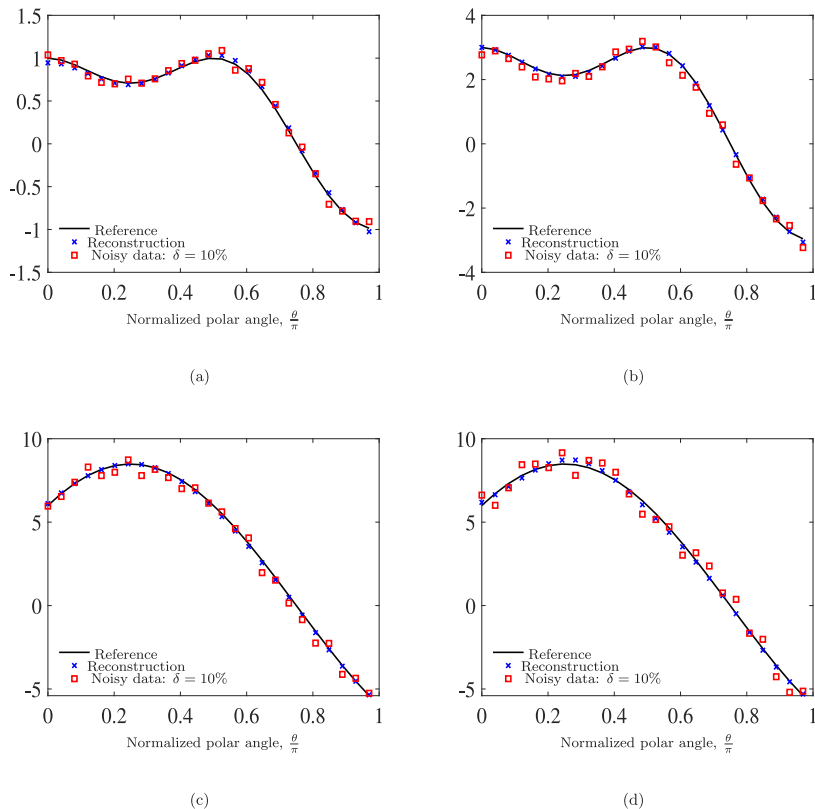 1.5
1
0.5
0
-0.5
-1
-1.5
Reference
Reconstruction
Noisy data: δ = 10%
0 0.2 0.4 0.6 0.8 1
Normalized polar angle, θ/π
(a)
4
2
0
-2
-4
Reference
Reconstruction
Noisy data: δ = 10%
0 0.2 0.4 0.6 0.8 1
Normalized polar angle, θ/π
(b)
10
5
0
-5
Reference
Reconstruction
Noisy data: δ = 10%
0 0.2 0.4 0.6 0.8 1
Normalized polar angle, θ/π
(c)
10
5
0
-5
Reference
Reconstruction
Noisy data: δ = 10%
0 0.2 0.4 0.6 0.8 1
Normalized polar angle, θ/π
(d)